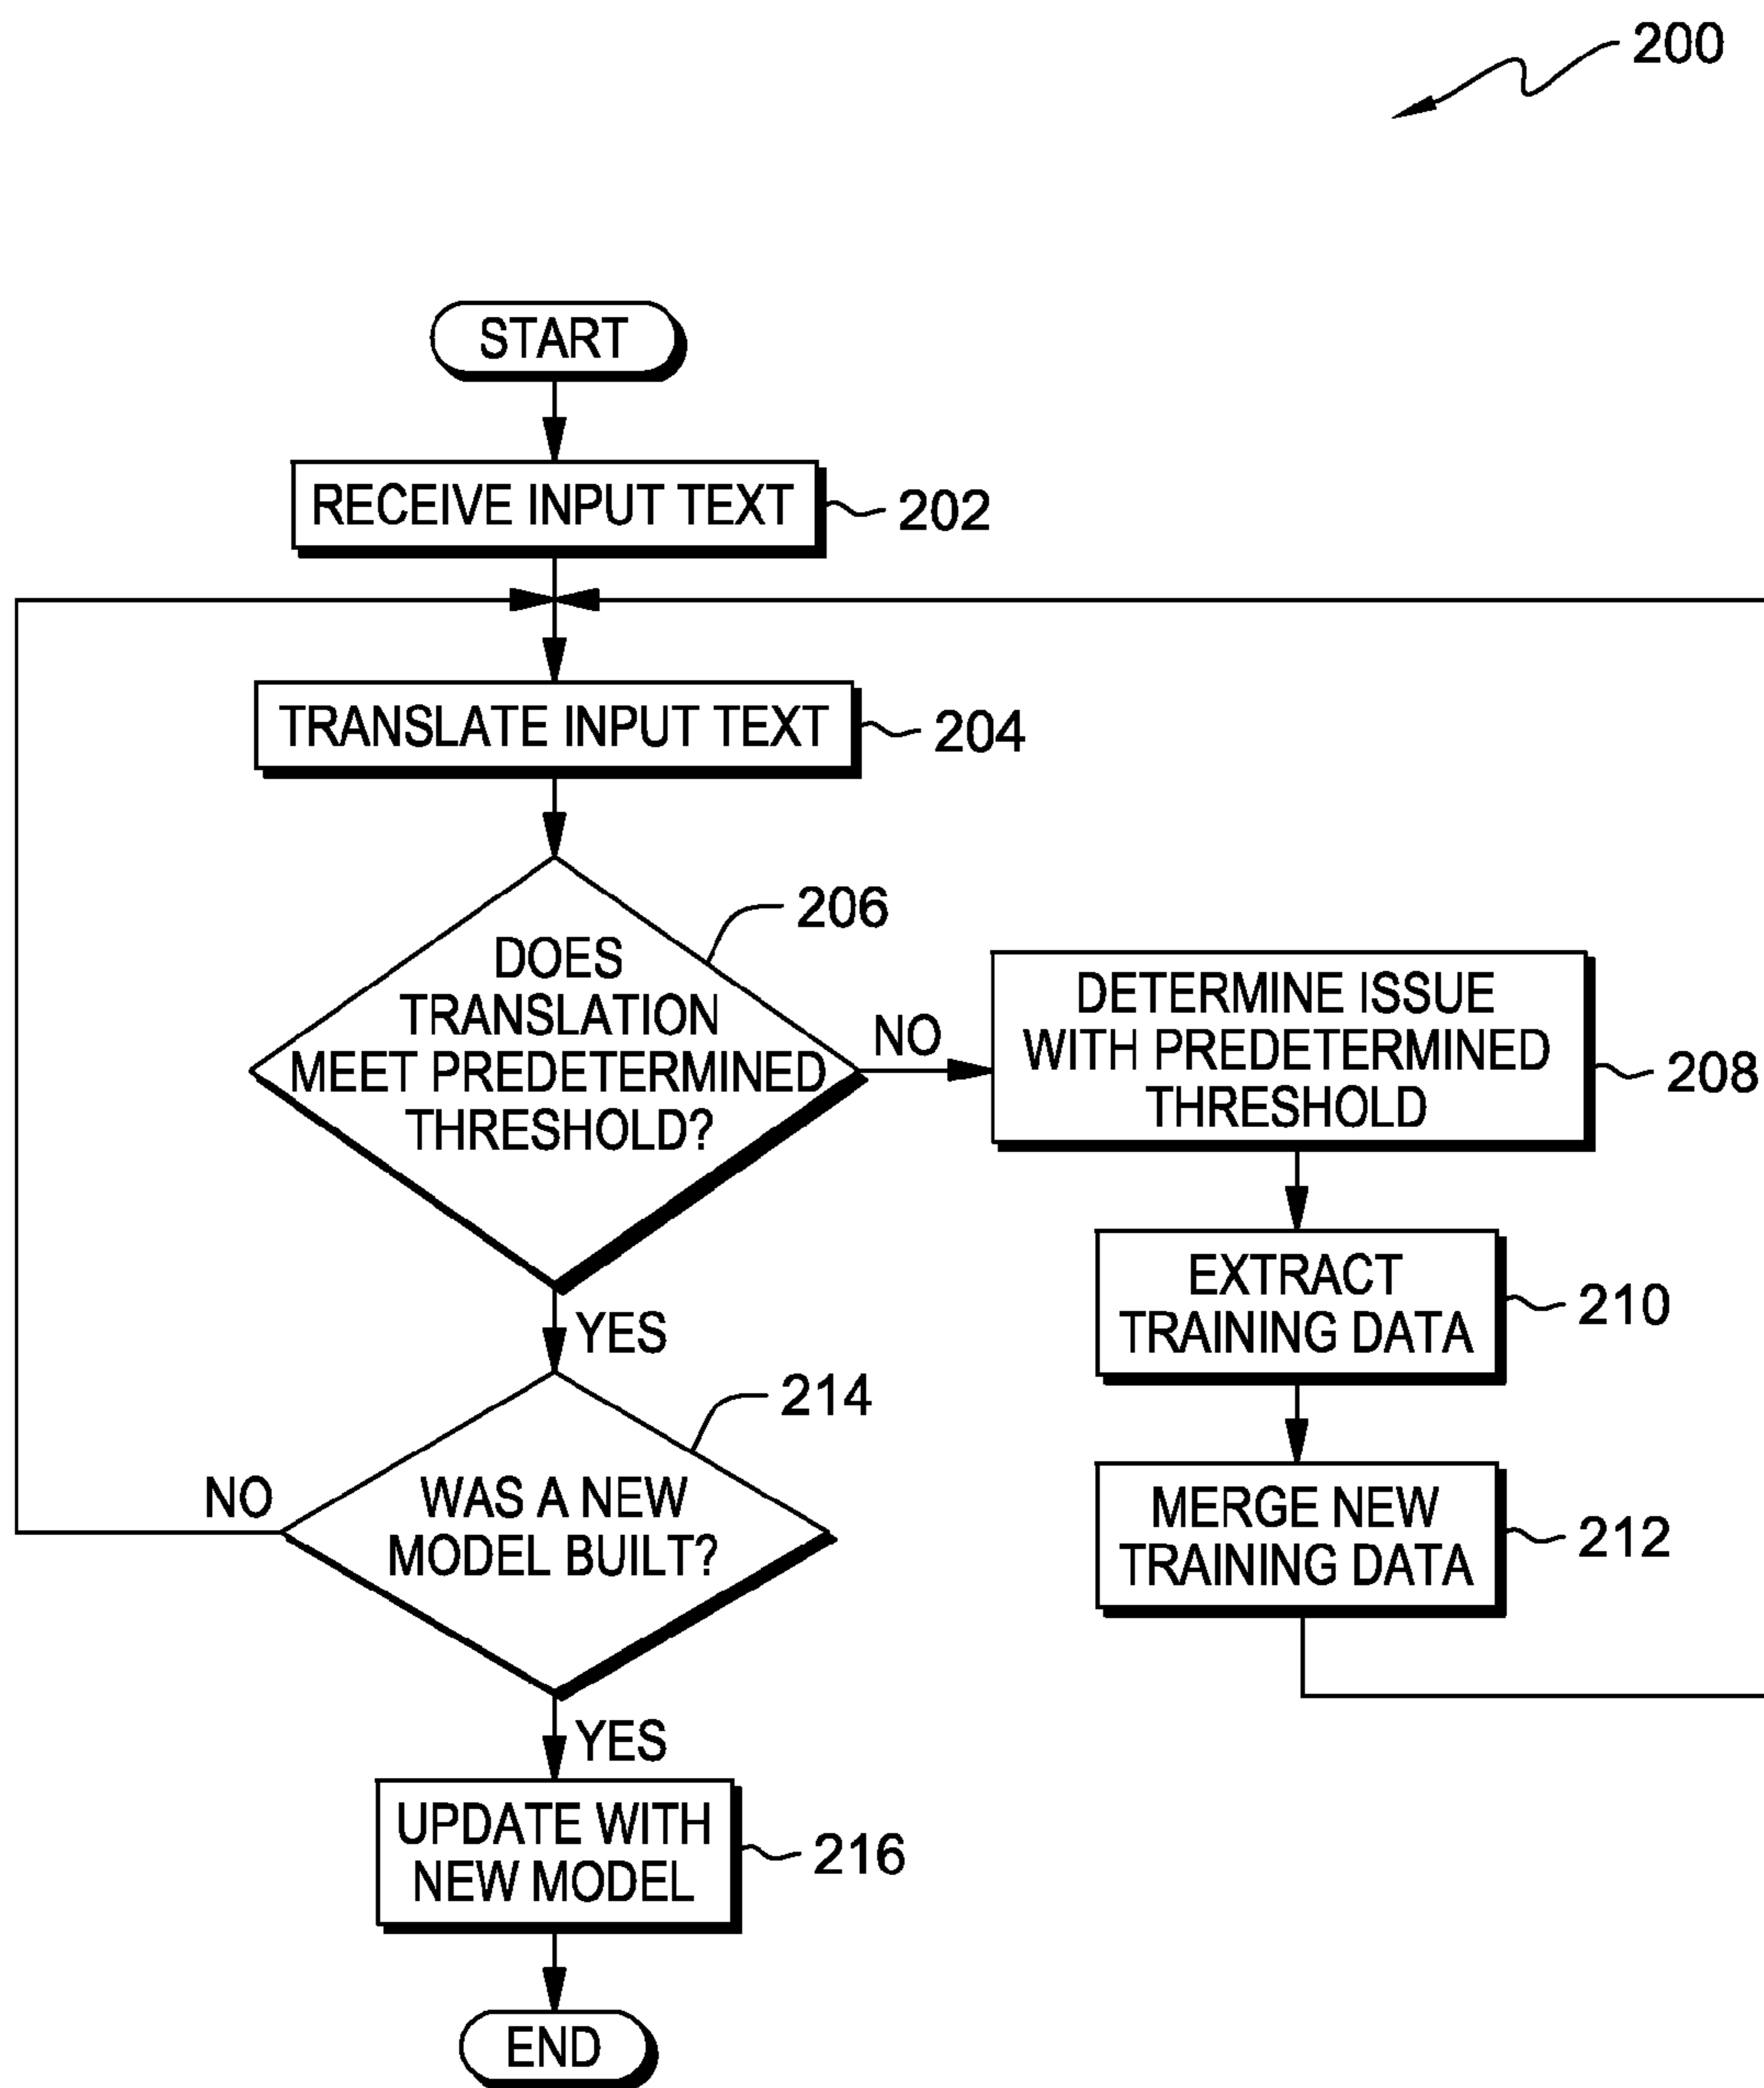 200
START
RECEIVE INPUT TEXT
202
TRANSLATE INPUT TEXT
204
206
DOES
TRANSLATION
MEET PREDETERMINED
THRESHOLD?
NO
DETERMINE ISSUE
WITH PREDETERMINED
THRESHOLD
208
EXTRACT
TRAINING DATA
210
YES
214
WAS A NEW
MODEL BUILT?
NO
MERGE NEW
TRAINING DATA
212
YES
UPDATE WITH
NEW MODEL
216
END